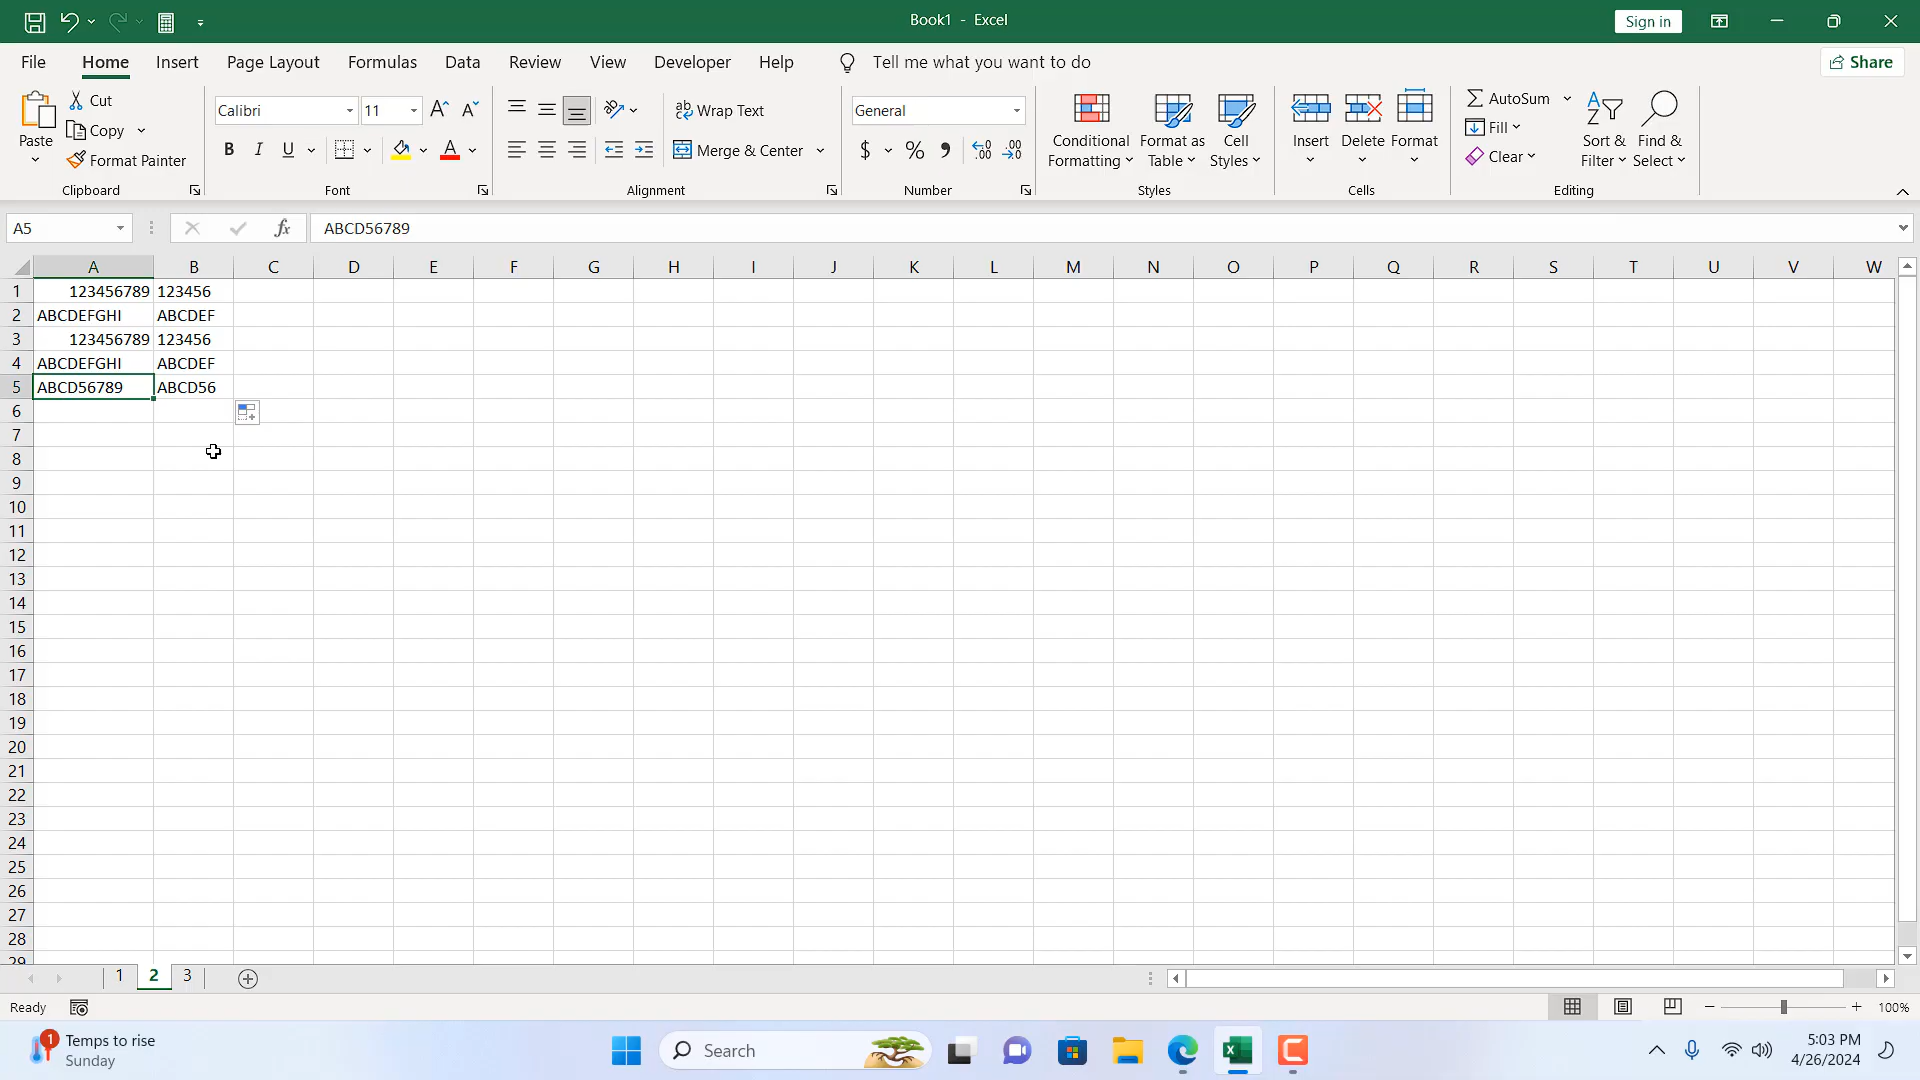 Book1 - Excel
Sign in
File Home Insert Page Layout Formulas Data Review View Developer Help Tell me what you want to do Share
Paste
Cut
Copy
Format Painter
Clipboard
Calibri 11
B I U A
Font
Wrap Text
Merge & Center
Alignment
General
$ % ,
Number
Conditional Formatting
Format as Table
Cell Styles
Styles
Insert Delete Format
Cells
AutoSum
Fill
Clear
Sort & Filter
Find & Select
Editing
A5 fx ABCD56789
A B C D E F G H I J K L M N O P Q R S T U V W
1 123456789 123456
2 ABCDEFGHI ABCDEF
3 123456789 123456
4 ABCDEFGHI ABCDEF
5 ABCD56789 ABCD56
6
7
8
9
10
11
12
13
14
15
16
17
18
19
20
21
22
23
24
25
26
27
28
29
1 2 3
Ready 100%
1 Temps to rise
Sunday
Search
5:03 PM
4/26/2024